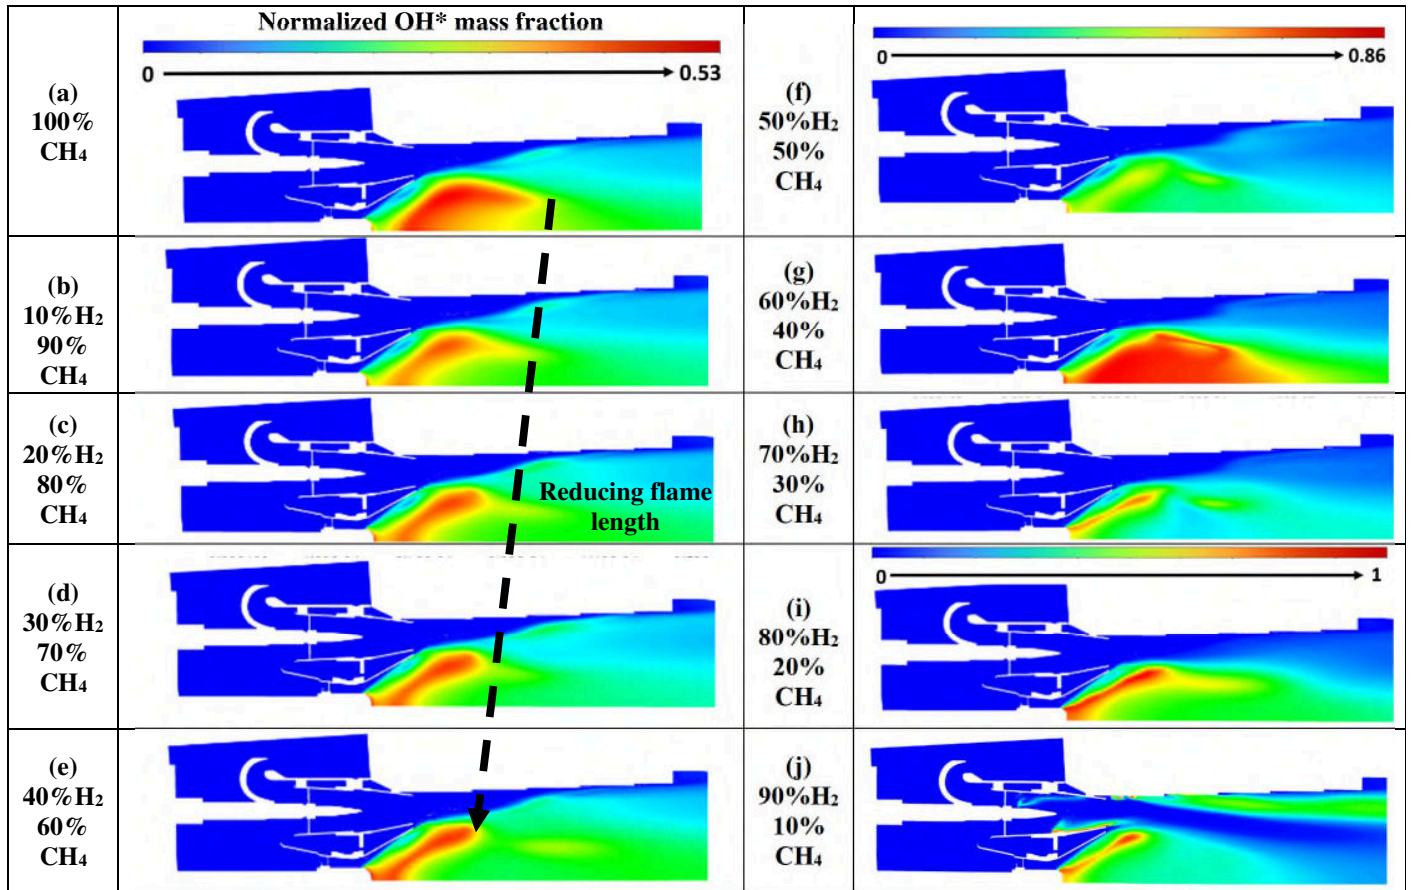 Normalized OH* mass fraction
0
0.53
(a)
100%
CH4
(b)
10%H2
90%
CH4
(c)
20%H2
80%
CH4
Reducing flame
length
(d)
30%H2
70%
CH4
(e)
40%H2
60%
CH4
0
0.86
(f)
50%H2
50%
CH4
(g)
60%H2
40%
CH4
(h)
70%H2
30%
CH4
0
1
(i)
80%H2
20%
CH4
(j)
90%H2
10%
CH4